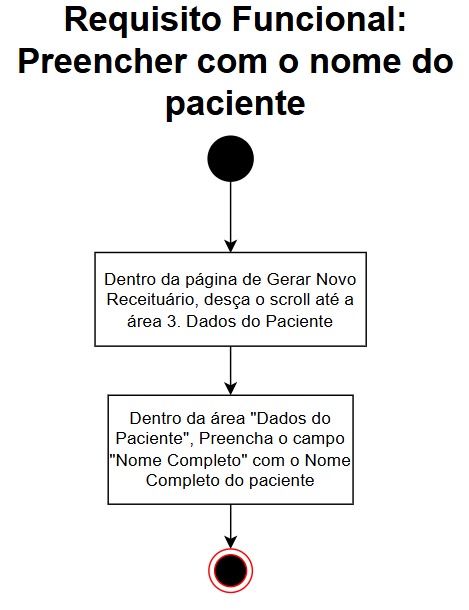 Requisito Funcional:
Preencher com o nome do
paciente
Dentro da página de Gerar Novo
Receituário, desça o scroll até a
área 3. Dados do Paciente
Dentro da área "Dados do
Paciente", Preencha o campo
"Nome Completo" com o Nome
Completo do paciente